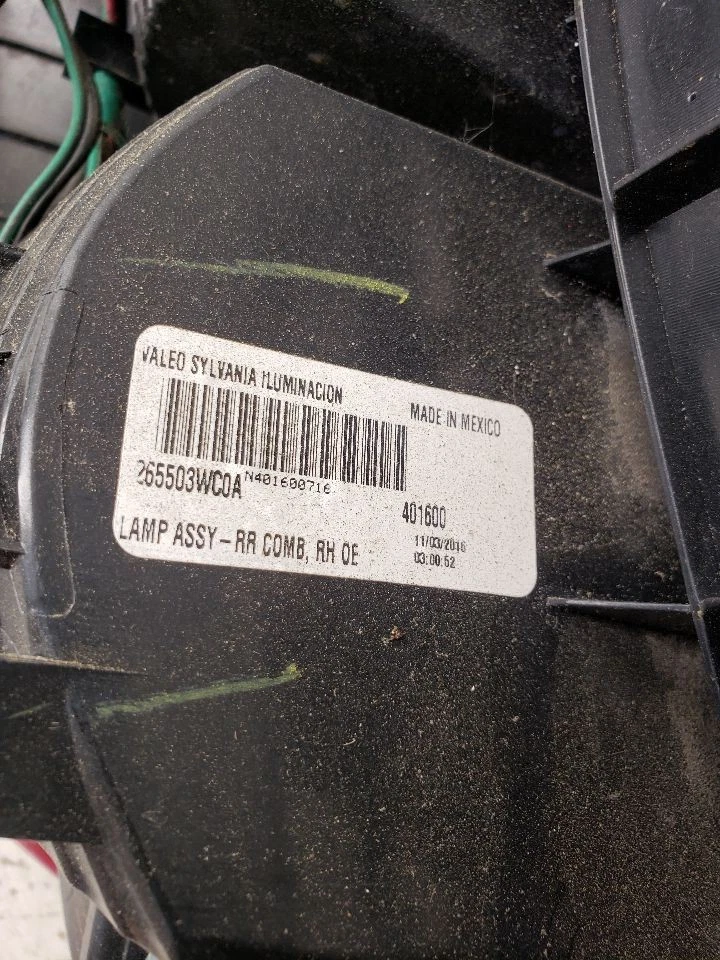 VALEO SYLVANIA ILUMINACION
MADE IN MEXICO
265503WC0A
N401600716
401600
LAMP ASSY – RR COMB, RH OE
11/03/2016
03:00:52